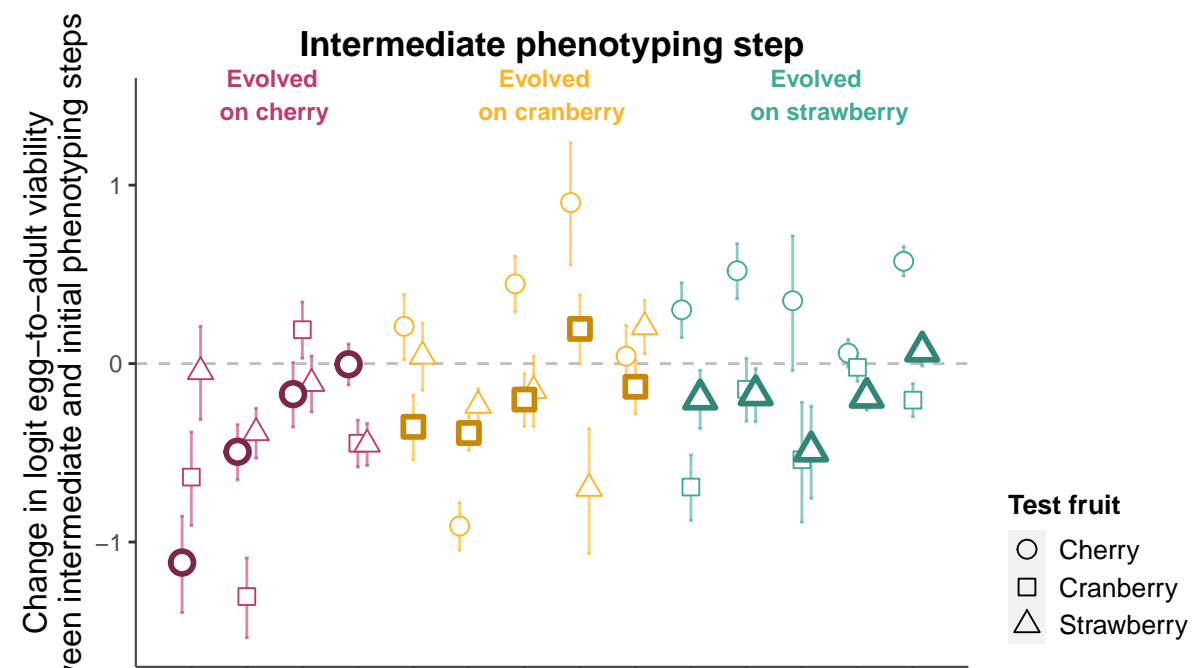 Intermediate phenotyping step
Evolved
on cherry
Evolved
on cranberry
Evolved
on strawberry
Change in logit egg−to−adult viability
intermediate and initial phenotyping steps
1
0
−1
Test fruit
Cherry
Cranberry
Strawberry